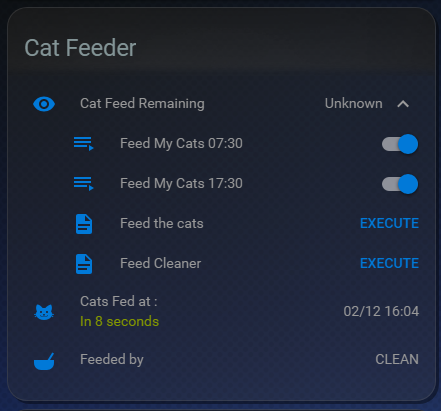 Cat Feeder
Cat Feed Remaining Unknown
Feed My Cats 07:30
Feed My Cats 17:30
Feed the cats EXECUTE
Feed Cleaner EXECUTE
Cats Fed at :
In 8 seconds
02/12 16:04
Feeded by CLEAN